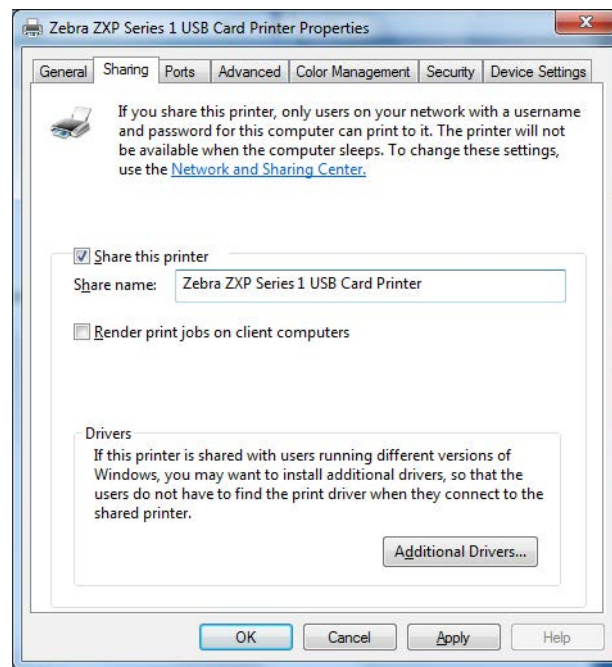 Zebra ZXP Series 1 USB Card Printer Properties
General Sharing Ports Advanced Color Management Security Device Settings
If you share this printer, only users on your network with a username
and password for this computer can print to it. The printer will not
be available when the computer sleeps. To change these settings,
use the Network and Sharing Center.
Share this printer
Share name: Zebra ZXP Series 1 USB Card Printer
Render print jobs on client computers
Drivers
If this printer is shared with users running different versions of
Windows, you may want to install additional drivers, so that the
users do not have to find the print driver when they connect to the
shared printer.
Additional Drivers...
OK Cancel Apply Help